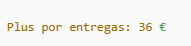 Plus por entregas: 36 €